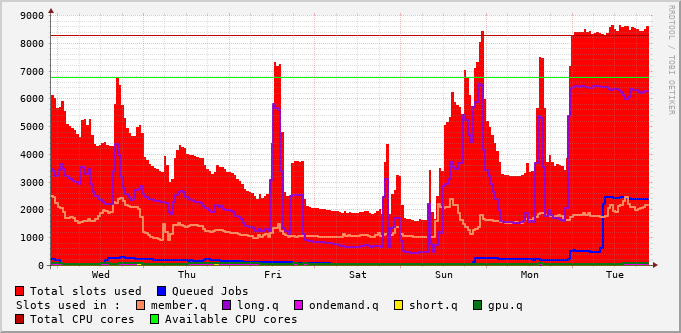 9000
8000
7000
6000
5000
4000
3000
2000
1000
0
Wed Thu Fri Sat Sun Mon Tue
RRDTOOL / TOBI OETIKER
Total slots used Queued Jobs
Slots used in : member.q long.q ondemand.q short.q gpu.q
Total CPU cores Available CPU cores